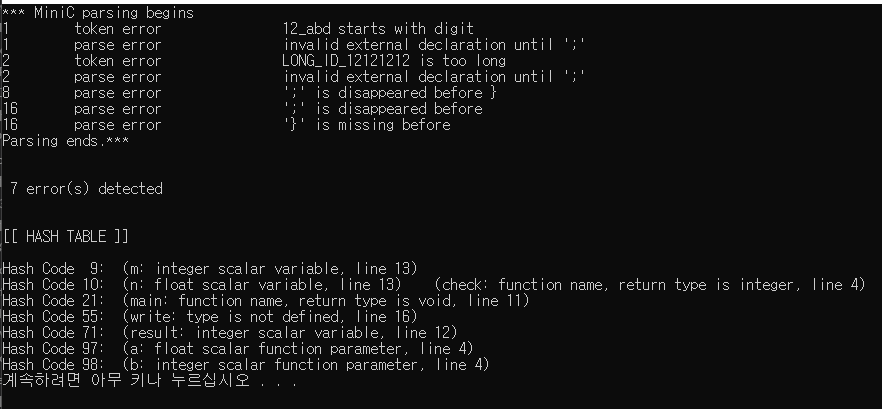 *** MiniC parsing begins
1 token error 12_abd starts with digit
1 parse error invalid external declaration until ';'
2 token error LONG_ID_12121212 is too long
2 parse error invalid external declaration until ';'
8 parse error ';' is disappeared before }
16 parse error ';' is disappeared before
16 parse error '}' is missing before
Parsing ends.***
7 error(s) detected
[[ HASH TABLE ]]
Hash Code 9: (m: integer scalar variable, line 13)
Hash Code 10: (n: float scalar variable, line 13) (check: function name, return type is integer, line 4)
Hash Code 21: (main: function name, return type is void, line 11)
Hash Code 55: (write: type is not defined, line 16)
Hash Code 71: (result: integer scalar variable, line 12)
Hash Code 97: (a: float scalar function parameter, line 4)
Hash Code 98: (b: integer scalar function parameter, line 4)
계속하려면 아무 키나 누르십시오 . . .